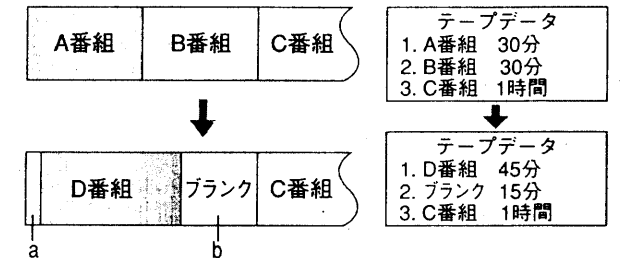 A番組 B番組 C番組
テープデータ
1. A番組 30分
2. B番組 30分
3. C番組 1時間
D番組 ブランク C番組
a b
テープデータ
1. D番組 45分
2. ブランク 15分
3. C番組 1時間